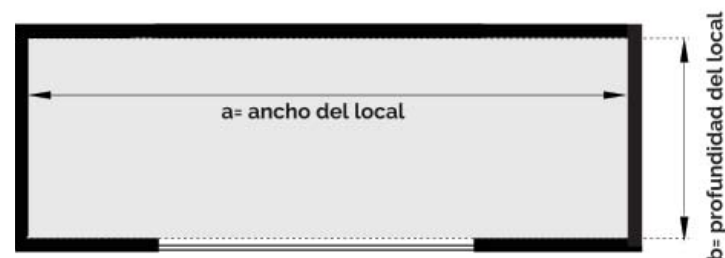 a= ancho del local
b= profundidad del local